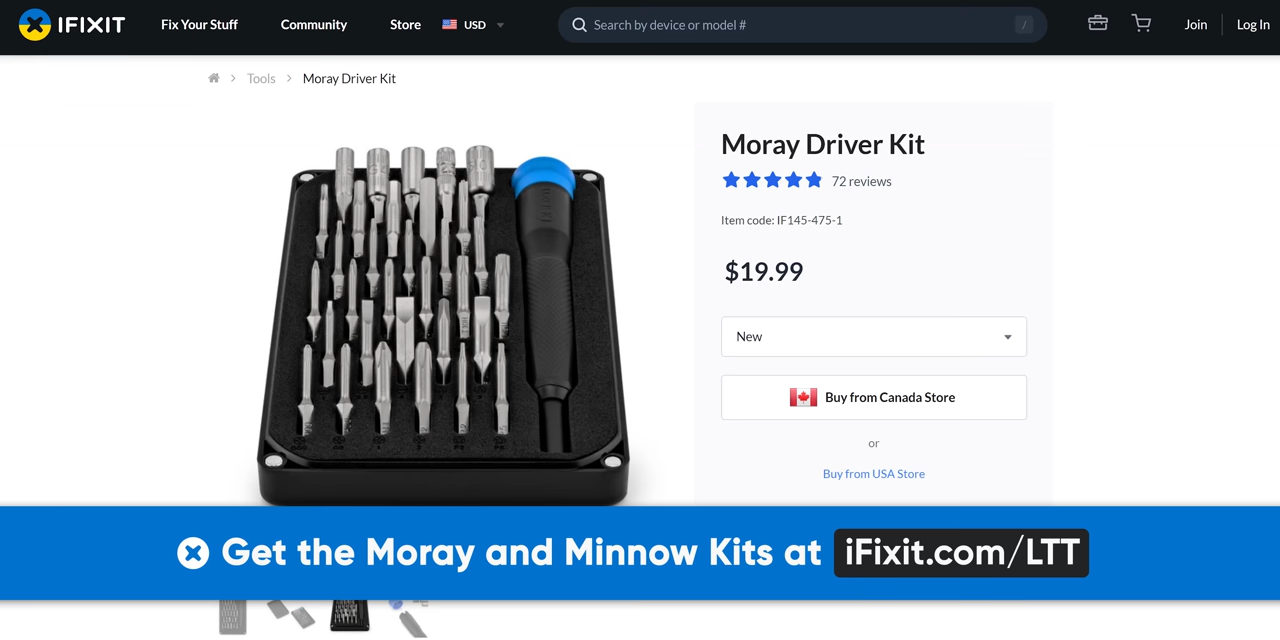 IFIXIT
Fix Your Stuff
Community
Store
USD
Search by device or model #
/
Join
Log In
Tools
Moray Driver Kit
Moray Driver Kit
72 reviews
Item code: IF145-475-1
$19.99
New
Buy from Canada Store
or
Buy from USA Store
Get the Moray and Minnow Kits at iFixit.com/LTT